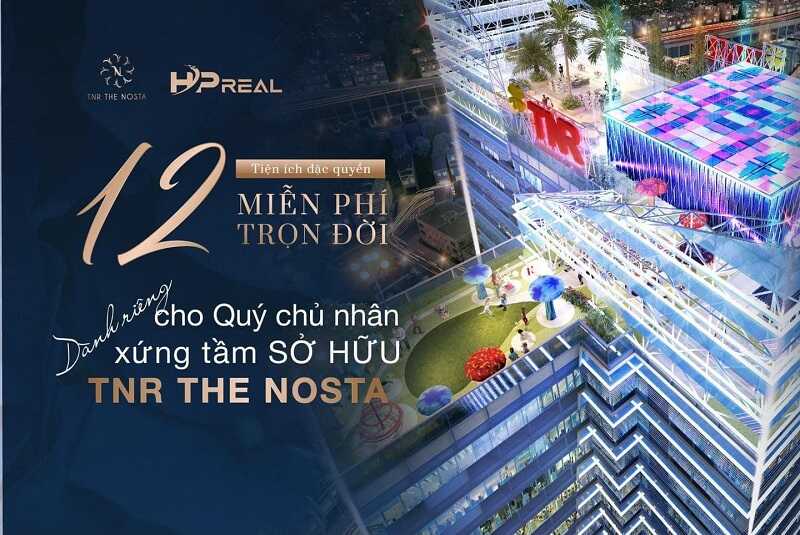 N
TNR THE NOSTA
HPREAL
12
Tiện ích đặc quyền
MIỄN PHÍ
TRỌN ĐỜI
Dành riêng
cho Quý chủ nhân
xứng tầm SỞ HỮU
TNR THE NOSTA
TNR